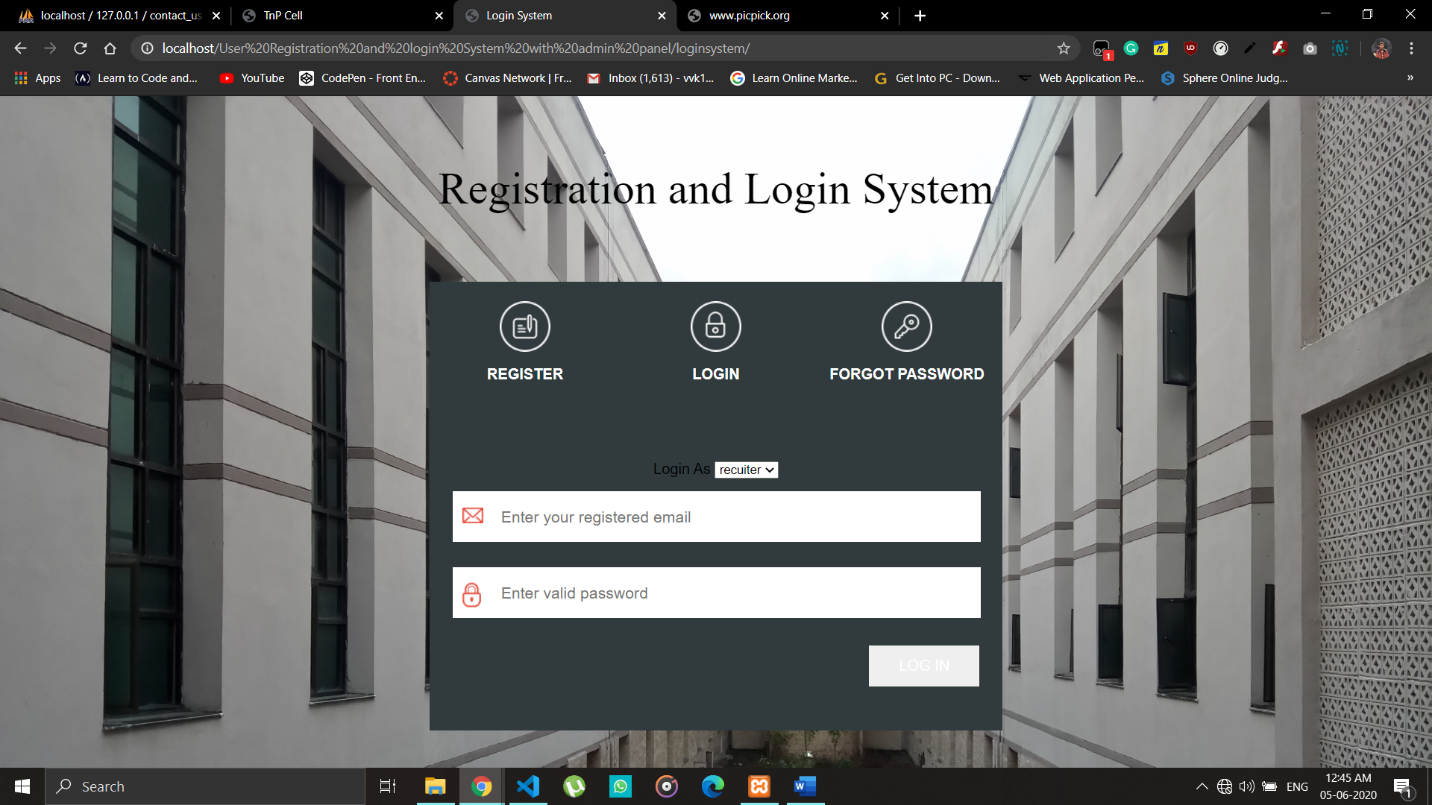 localhost / 127.0.0.1 / contact_us
TnP Cell
Login System
www.picpick.org
localhost/User%20Registration%20and%20login%20System%20with%20admin%20panel/loginsystem/
1
Apps
Learn to Code and...
YouTube
CodePen - Front En...
Canvas Network | Fr...
Inbox (1,613) - vvk1...
Learn Online Marke...
Get Into PC - Down...
Web Application Pe...
Sphere Online Judg...
»
Registration and Login System
REGISTER
LOGIN
FORGOT PASSWORD
Login As recuiter
Enter your registered email
Enter valid password
LOG IN
Search
ENG
12:45 AM
05-06-2020
1